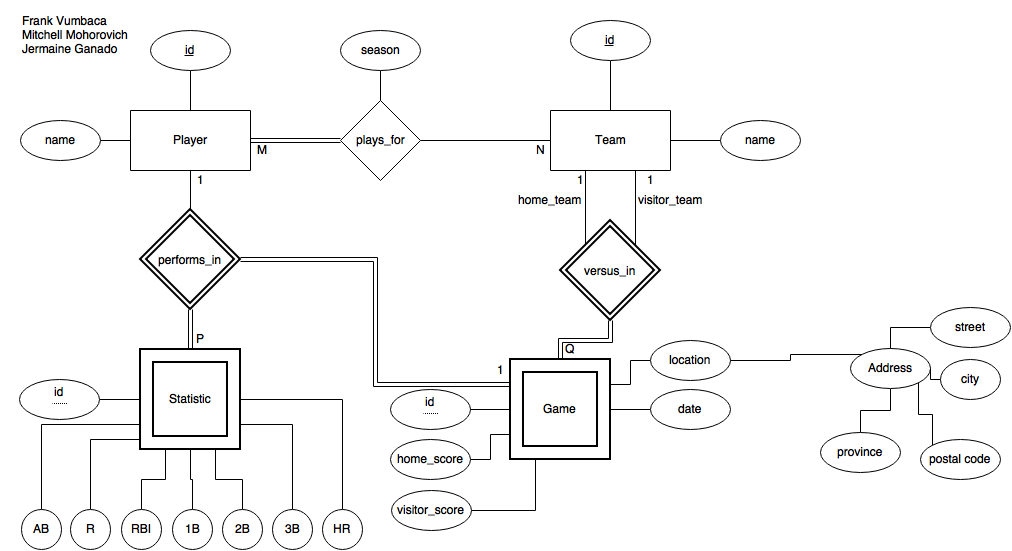 Frank Vumbaca
Mitchell Mohorovich
Jermaine Ganado
id
season
id
name
Player
M
plays_for
N
Team
name
1
1
1
home_team
visitor_team
performs_in
versus_in
P
Q
1
location
street
Address
city
province
postal code
id
Statistic
id
Game
date
home_score
visitor_score
AB
R
RBI
1B
2B
3B
HR